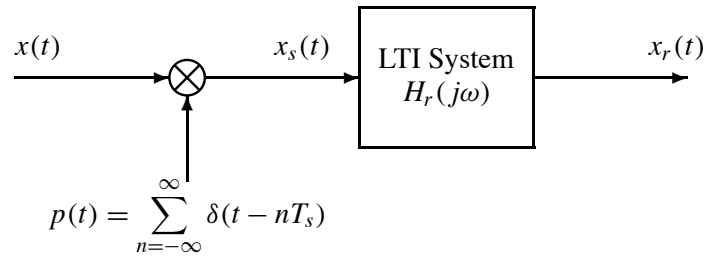 x(t)
x_s(t)
LTI System
H_r(jω)
x_r(t)
p(t) = ∑_{n=−∞}^{∞} δ(t − nT_s)